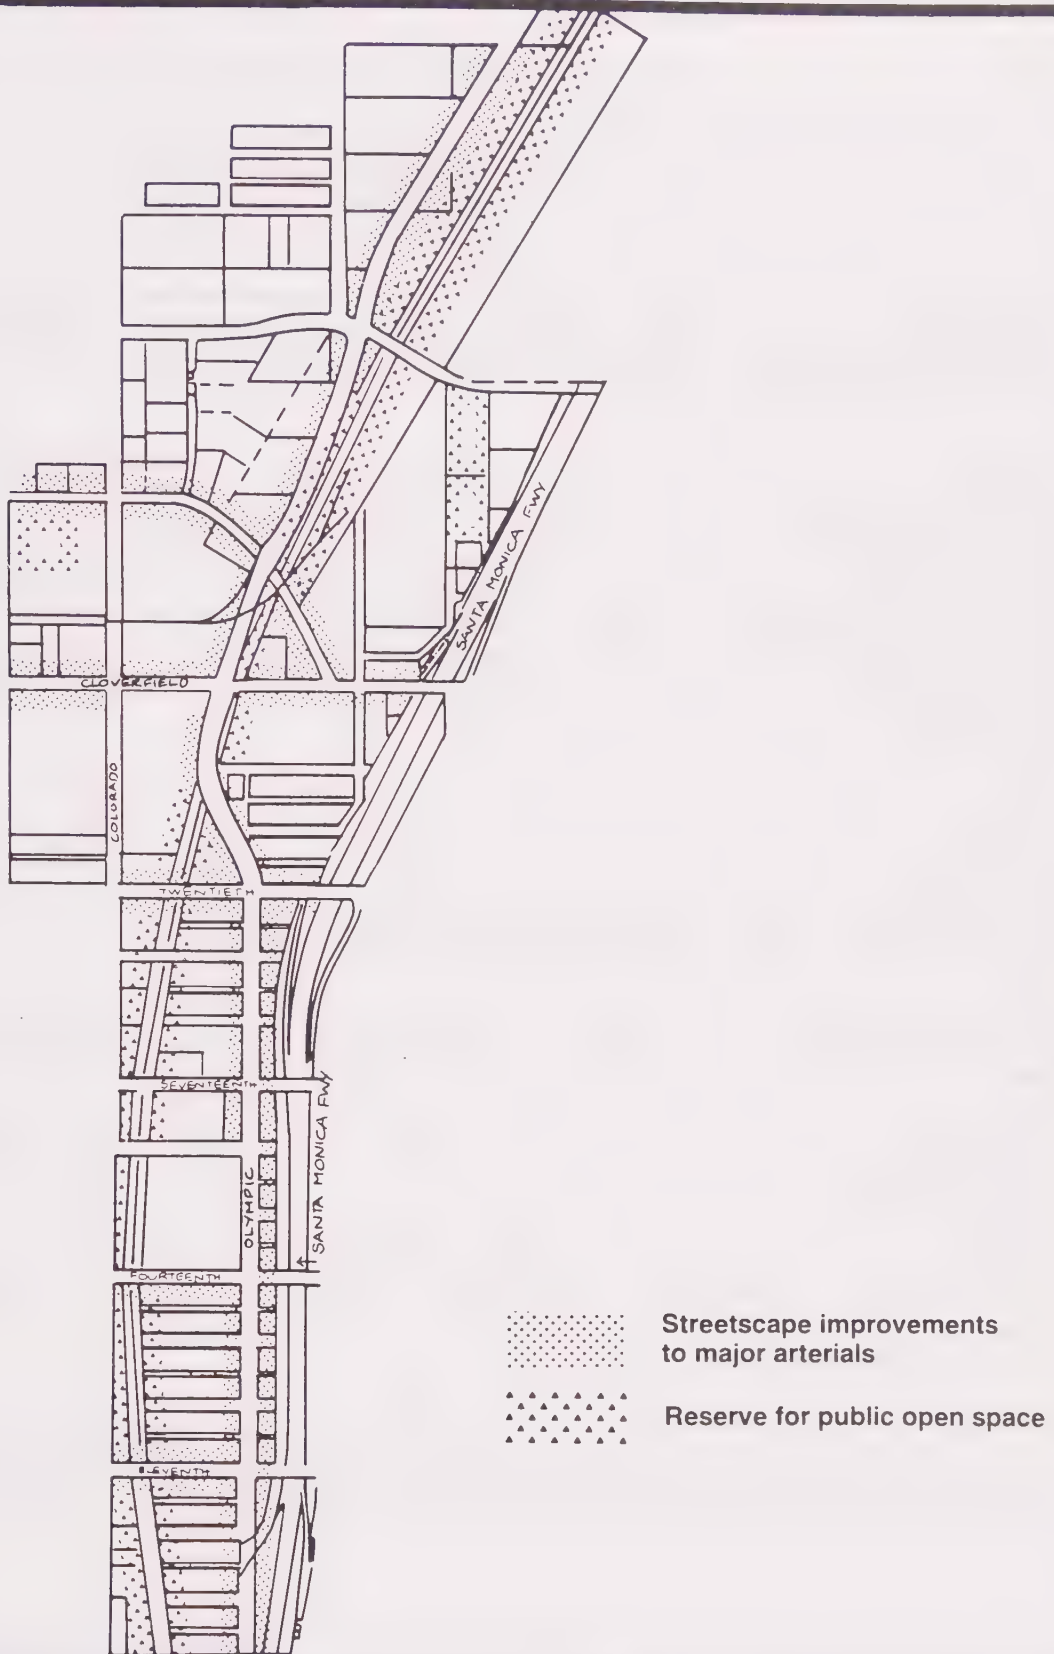 SANTA MONICA FWY
CLOVERFIELD
COLORADO
TWENTIETH
SEVENTEENTH
SANTA MONICA FWY
OLYMPIC
FOURTEENTH
Streetscape improvements
to major arterials
Reserve for public open space
ELEVENTH